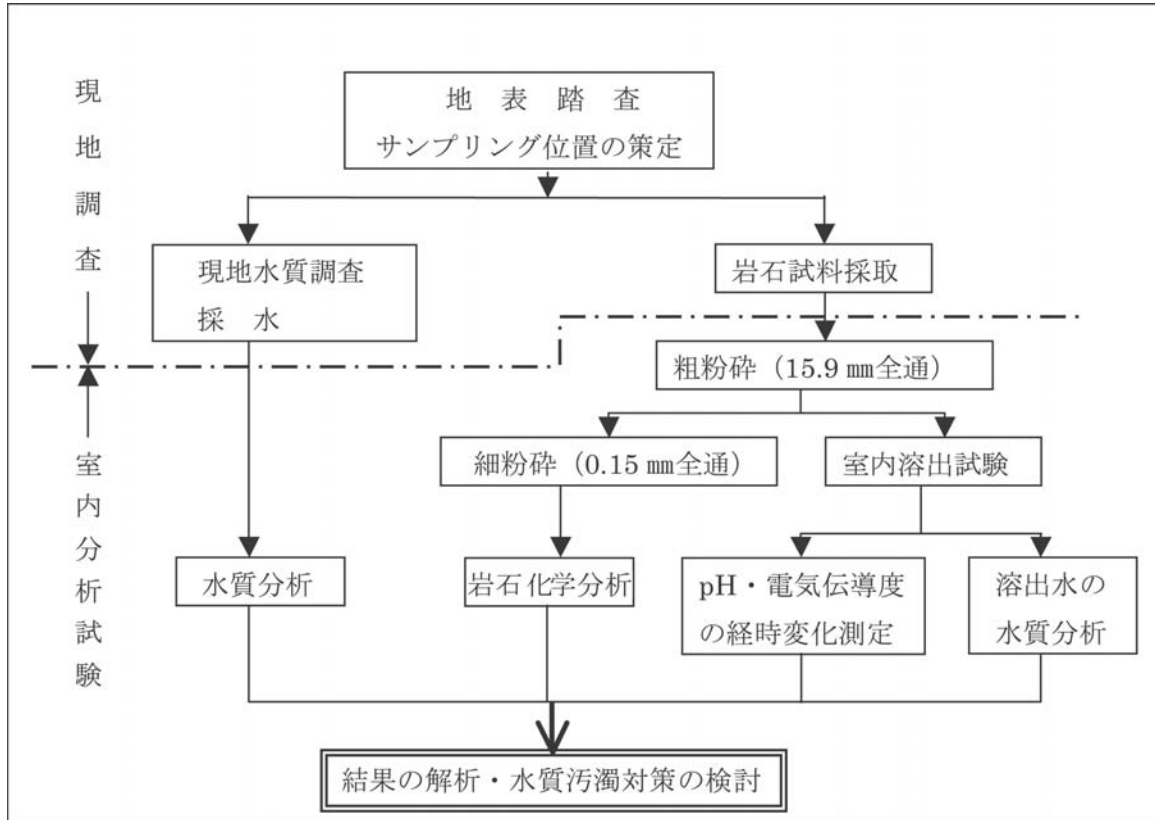 現地調査
地 表 踏 査
サンプリング位置の策定
現地水質調査
採 水
岩石試料採取
粗粉砕（15.9 ㎜全通）
細粉砕（0.15 ㎜全通）
室内溶出試験
室内分析試験
水質分析
岩石化学分析
pH・電気伝導度
の経時変化測定
溶出水の
水質分析
結果の解析・水質汚濁対策の検討